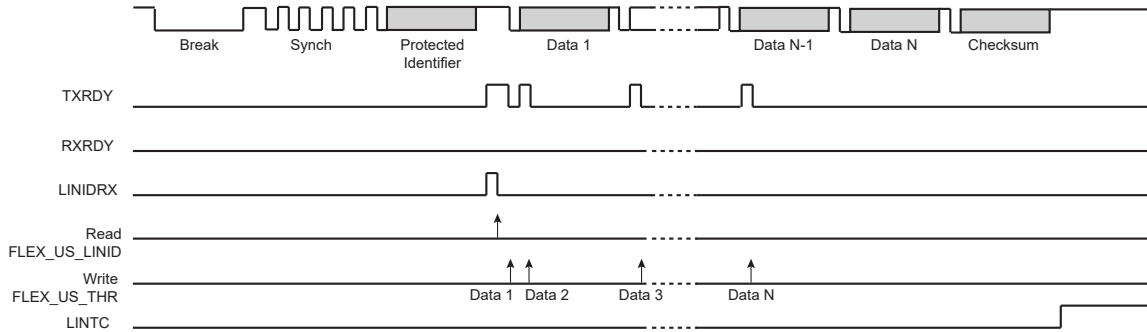 Break Synch Protected Data 1 Data N-1 Data N Checksum
Identifier
TXRDY
RXRDY
LINIDRX
Read
FLEX_US_LINID
Write
FLEX_US_THR
Data 1 Data 2 Data 3 Data N
LINTC